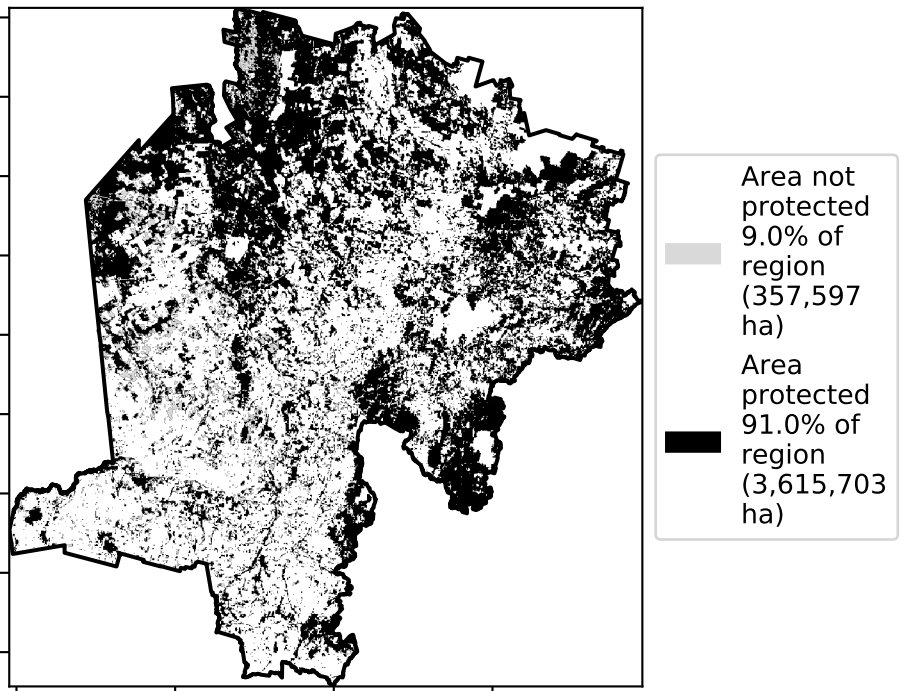 Area not
protected
9.0% of
region
(357,597
ha)
Area
protected
91.0% of
region
(3,615,703
ha)